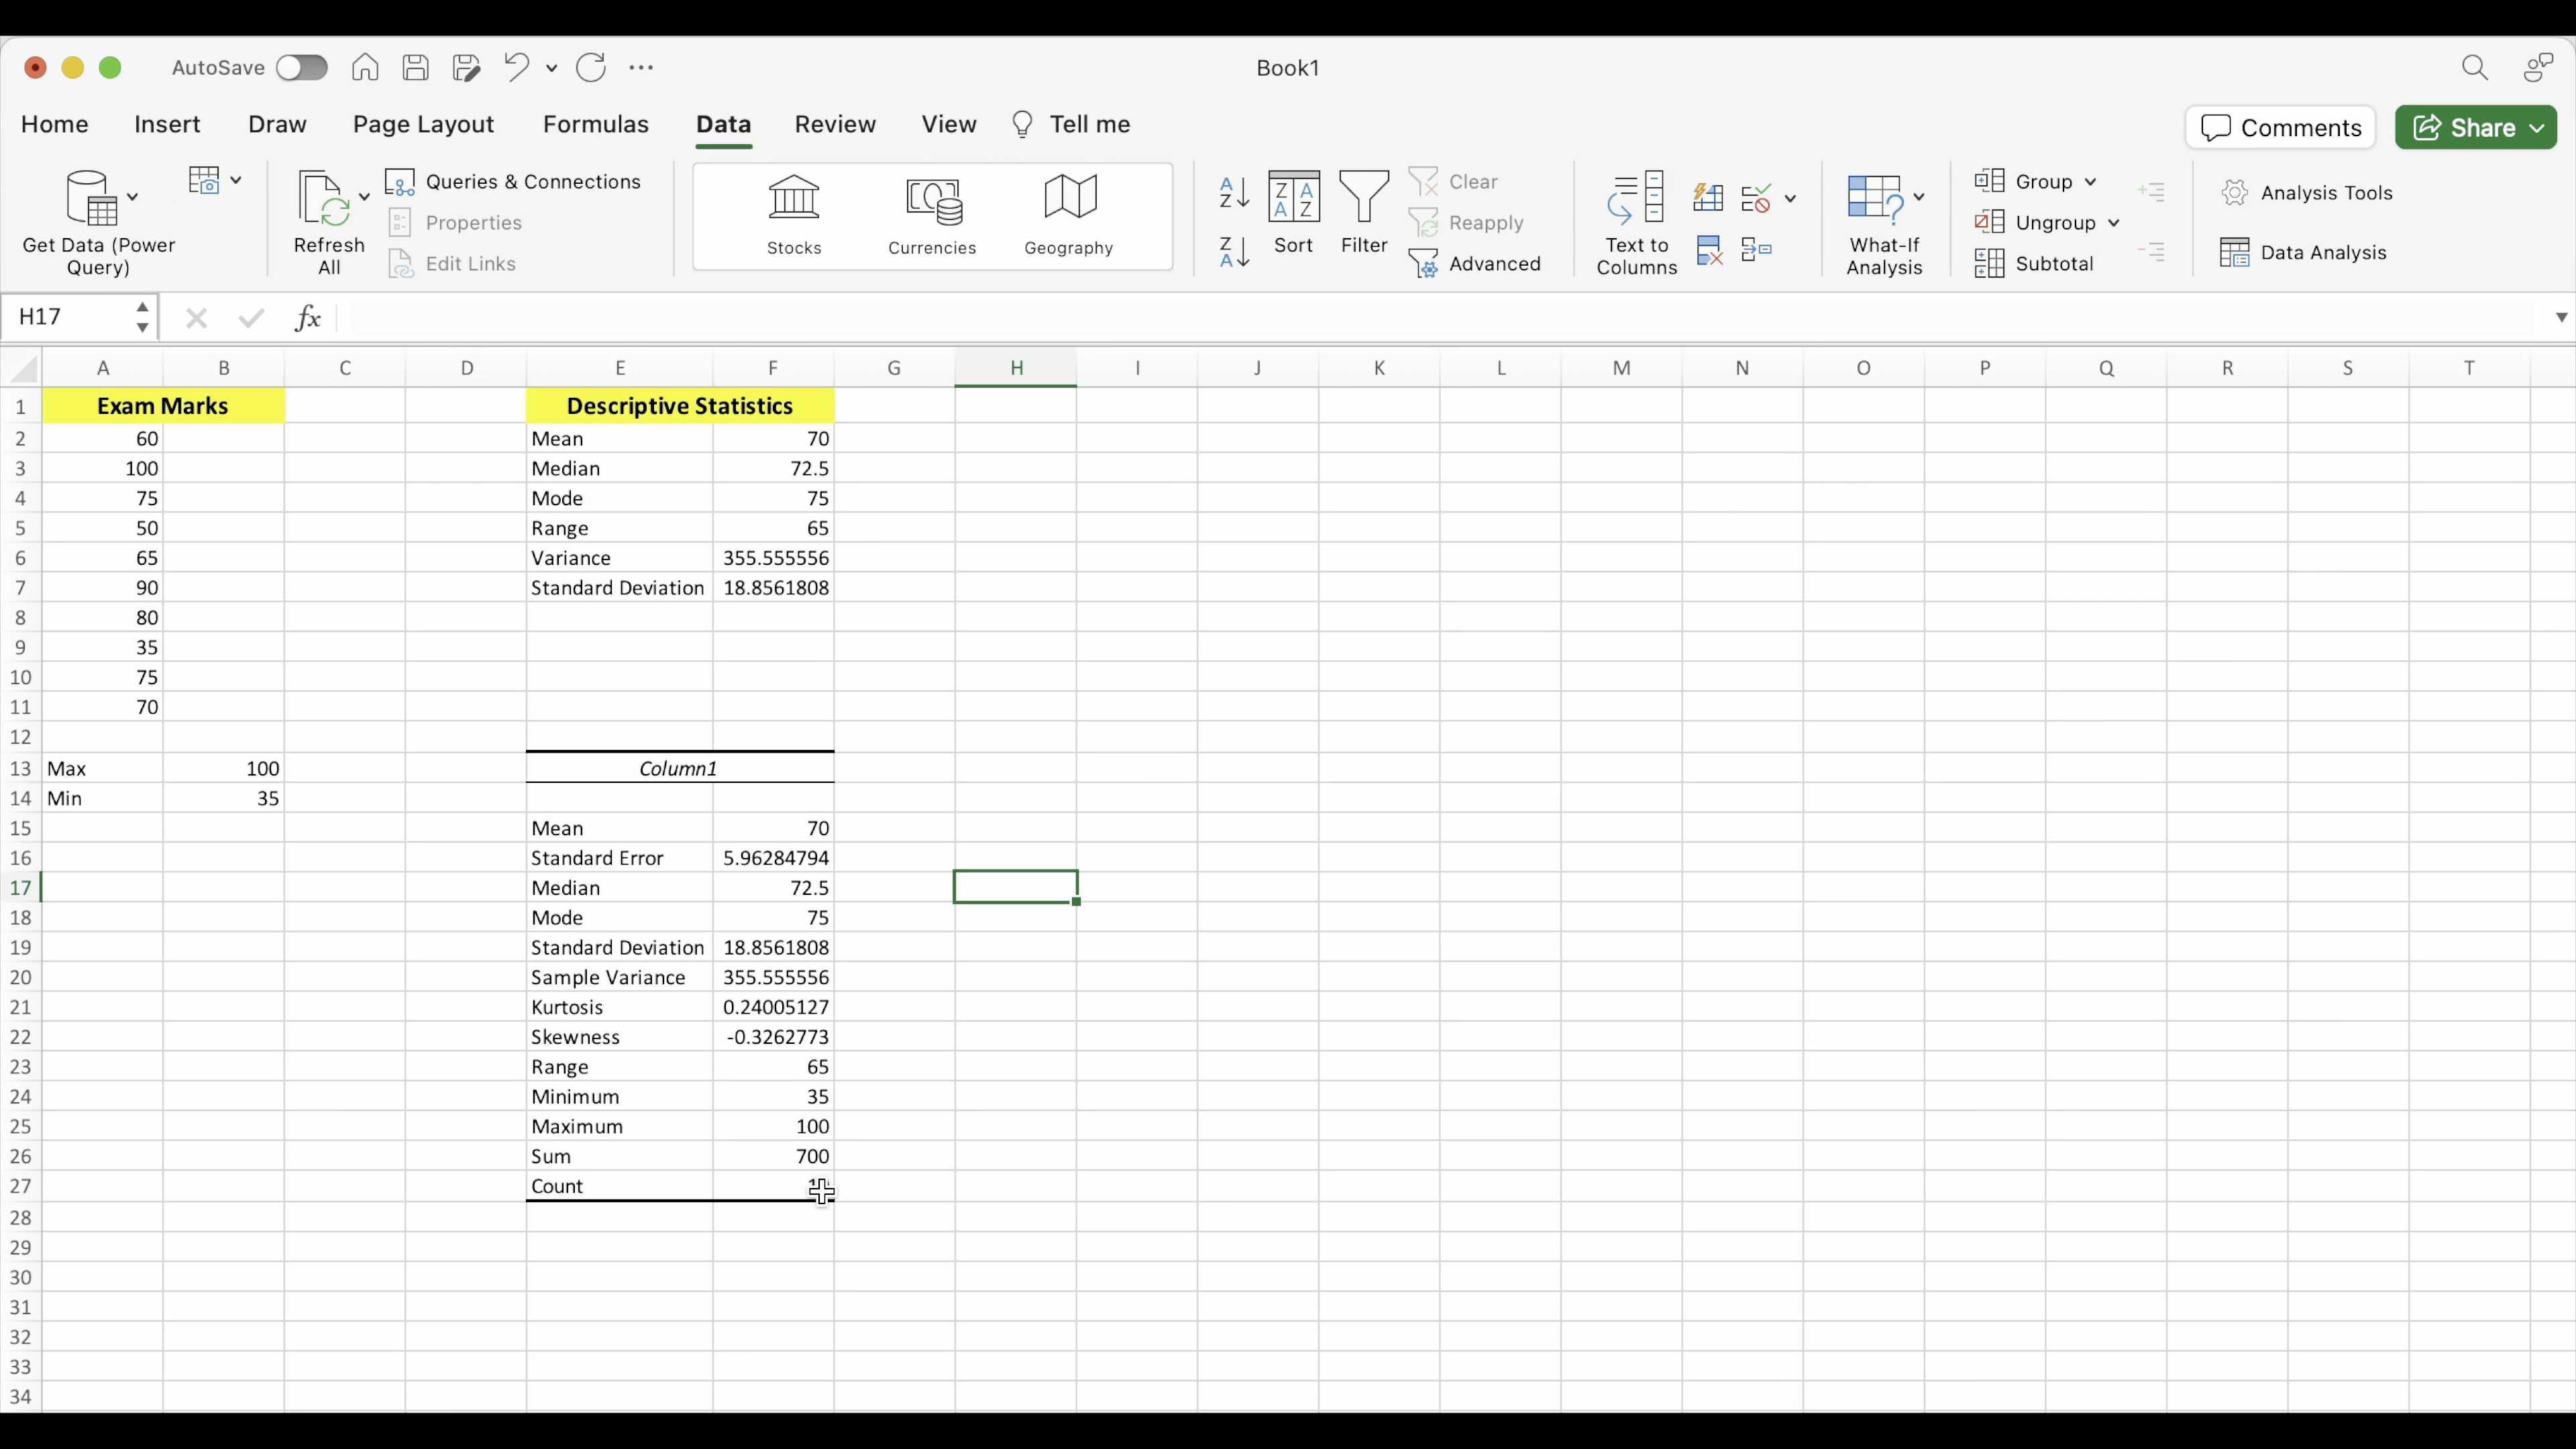 AutoSave
Book1
Home Insert Draw Page Layout Formulas Data Review View Tell me
Comments Share
Get Data (Power Query)
Refresh All
Queries & Connections
Properties
Edit Links
Stocks Currencies Geography
Sort Filter
Clear
Reapply
Advanced
Text to Columns
What-If Analysis
Group
Ungroup
Subtotal
Analysis Tools
Data Analysis
H17 fx
A B C D E F G H I J K L M N O P Q R S T
1 Exam Marks Descriptive Statistics
2 60 Mean 70
3 100 Median 72.5
4 75 Mode 75
5 50 Range 65
6 65 Variance 355.555556
7 90 Standard Deviation 18.8561808
8 80
9 35
10 75
11 70
12
13 Max 100 Column1
14 Min 35
15 Mean 70
16 Standard Error 5.96284794
17 Median 72.5
18 Mode 75
19 Standard Deviation 18.8561808
20 Sample Variance 355.555556
21 Kurtosis 0.24005127
22 Skewness -0.3262773
23 Range 65
24 Minimum 35
25 Maximum 100
26 Sum 700
27 Count
28
29
30
31
32
33
34